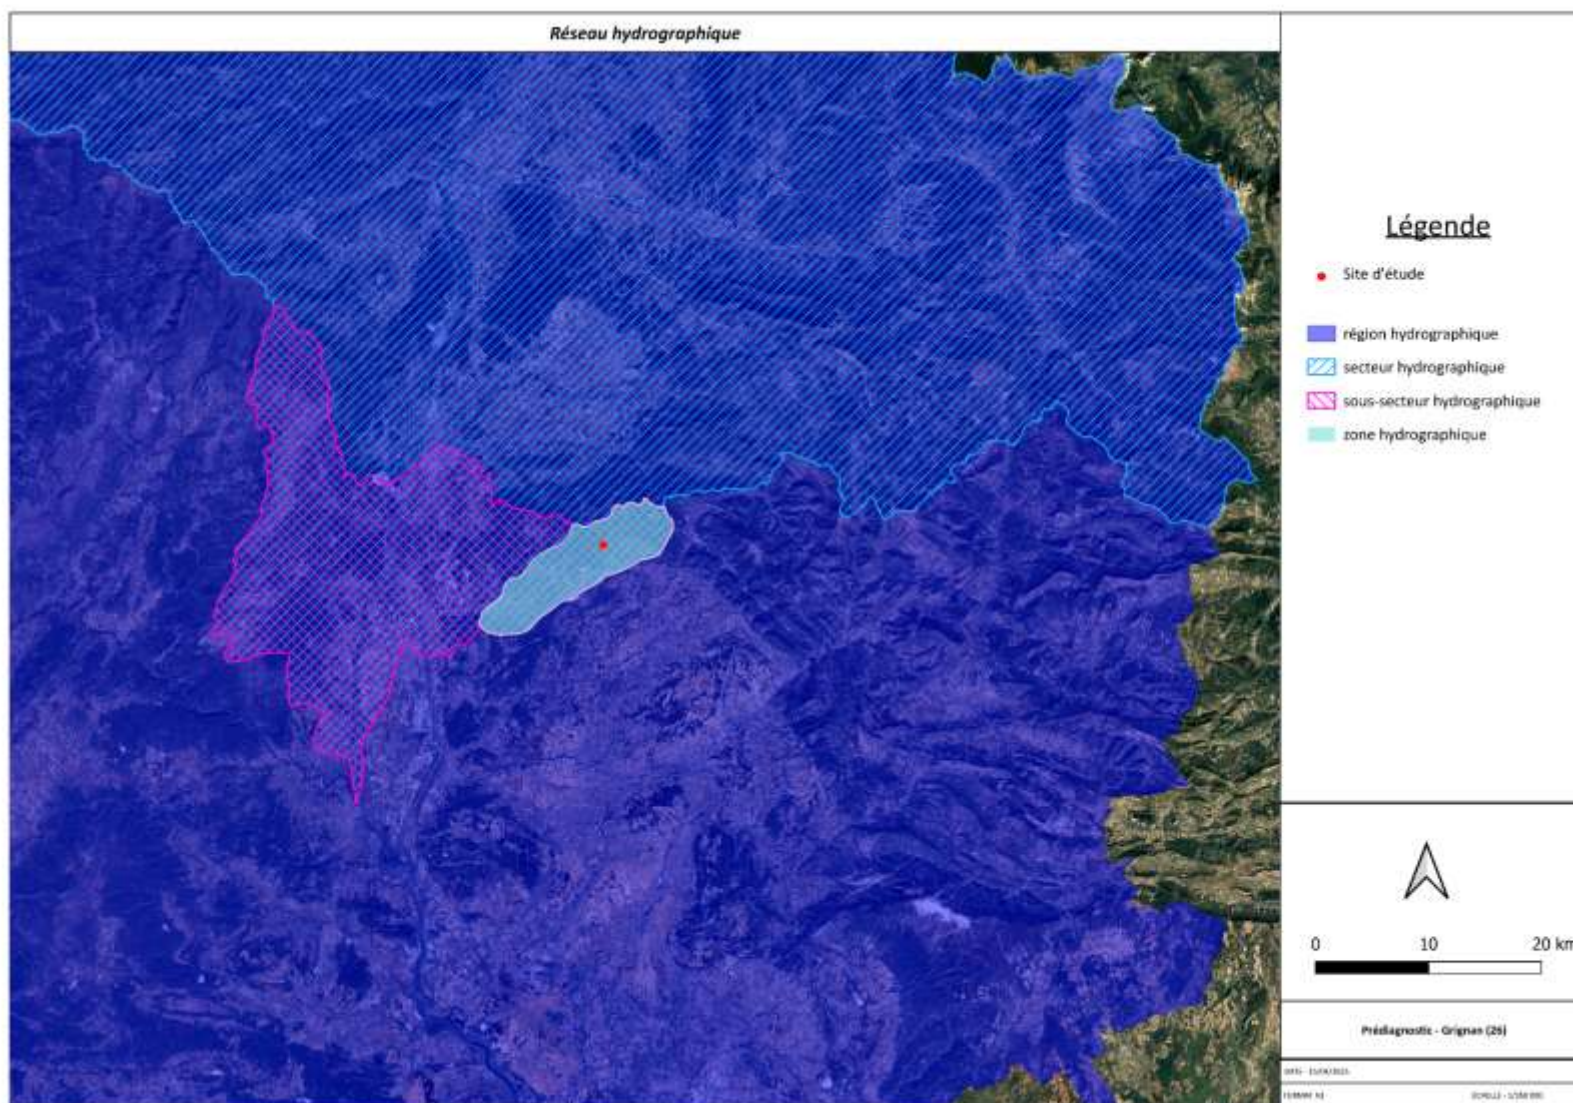 Réseau hydrographique
Légende
Site d'étude
région hydrographique
secteur hydrographique
sous-secteur hydrographique
zone hydrographique
0 10 20 km
Prédiagnostic - Grignan (26)